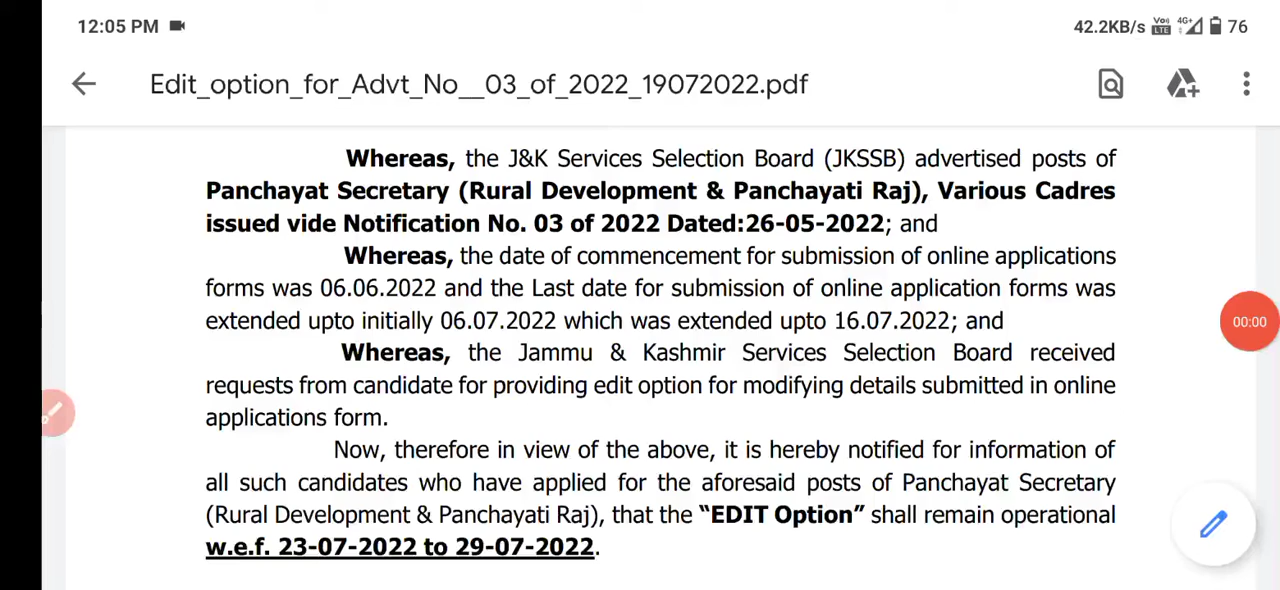 12:05 PM
42.2KB/s Vo) LTE 4G+ 76
Edit_option_for_Advt_No__03_of_2022_19072022.pdf
Whereas, the J&K Services Selection Board (JKSSB) advertised posts of
Panchayat Secretary (Rural Development & Panchayati Raj), Various Cadres
issued vide Notification No. 03 of 2022 Dated:26-05-2022; and
Whereas, the date of commencement for submission of online applications
forms was 06.06.2022 and the Last date for submission of online application forms was
extended upto initially 06.07.2022 which was extended upto 16.07.2022; and
00:00
Whereas, the Jammu & Kashmir Services Selection Board received
requests from candidate for providing edit option for modifying details submitted in online
applications form.
Now, therefore in view of the above, it is hereby notified for information of
all such candidates who have applied for the aforesaid posts of Panchayat Secretary
(Rural Development & Panchayati Raj), that the “EDIT Option” shall remain operational
w.e.f. 23-07-2022 to 29-07-2022.